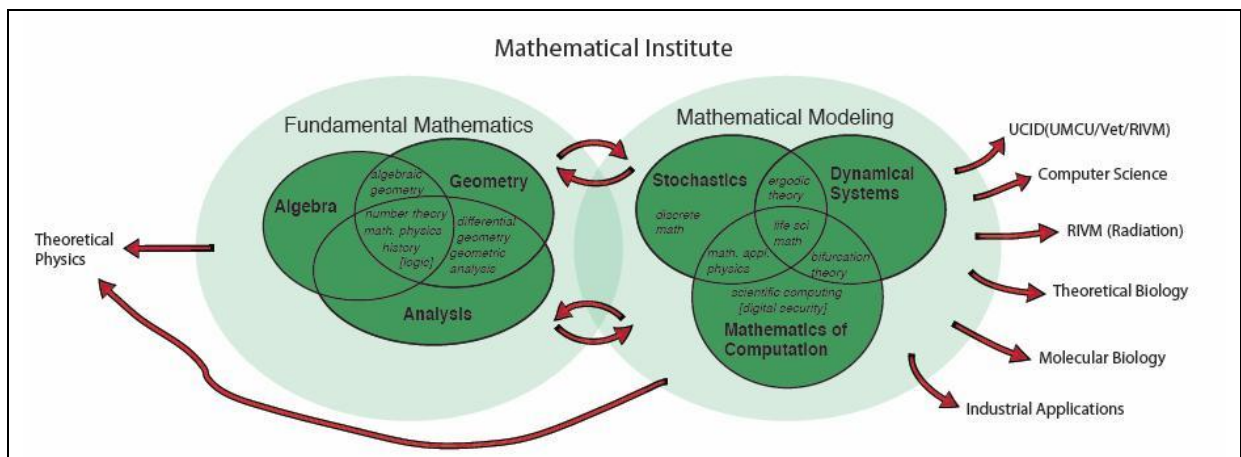 Mathematical Institute
Fundamental Mathematics
Mathematical Modeling
algebraic
geometry
Geometry
Algebra
number theory
math. physics
history
[logic]
differential
geometry
geometric
analysis
Analysis
Stochastics
ergodic
theory
Dynamical
Systems
discrete
math
life sci
math
math. appl.
physics
bifurcation
theory
scientific computing
[digital security]
Mathematics of
Computation
Theoretical
Physics
UCID(UMCU/Vet/RIVM)
Computer Science
RIVM (Radiation)
Theoretical Biology
Molecular Biology
Industrial Applications